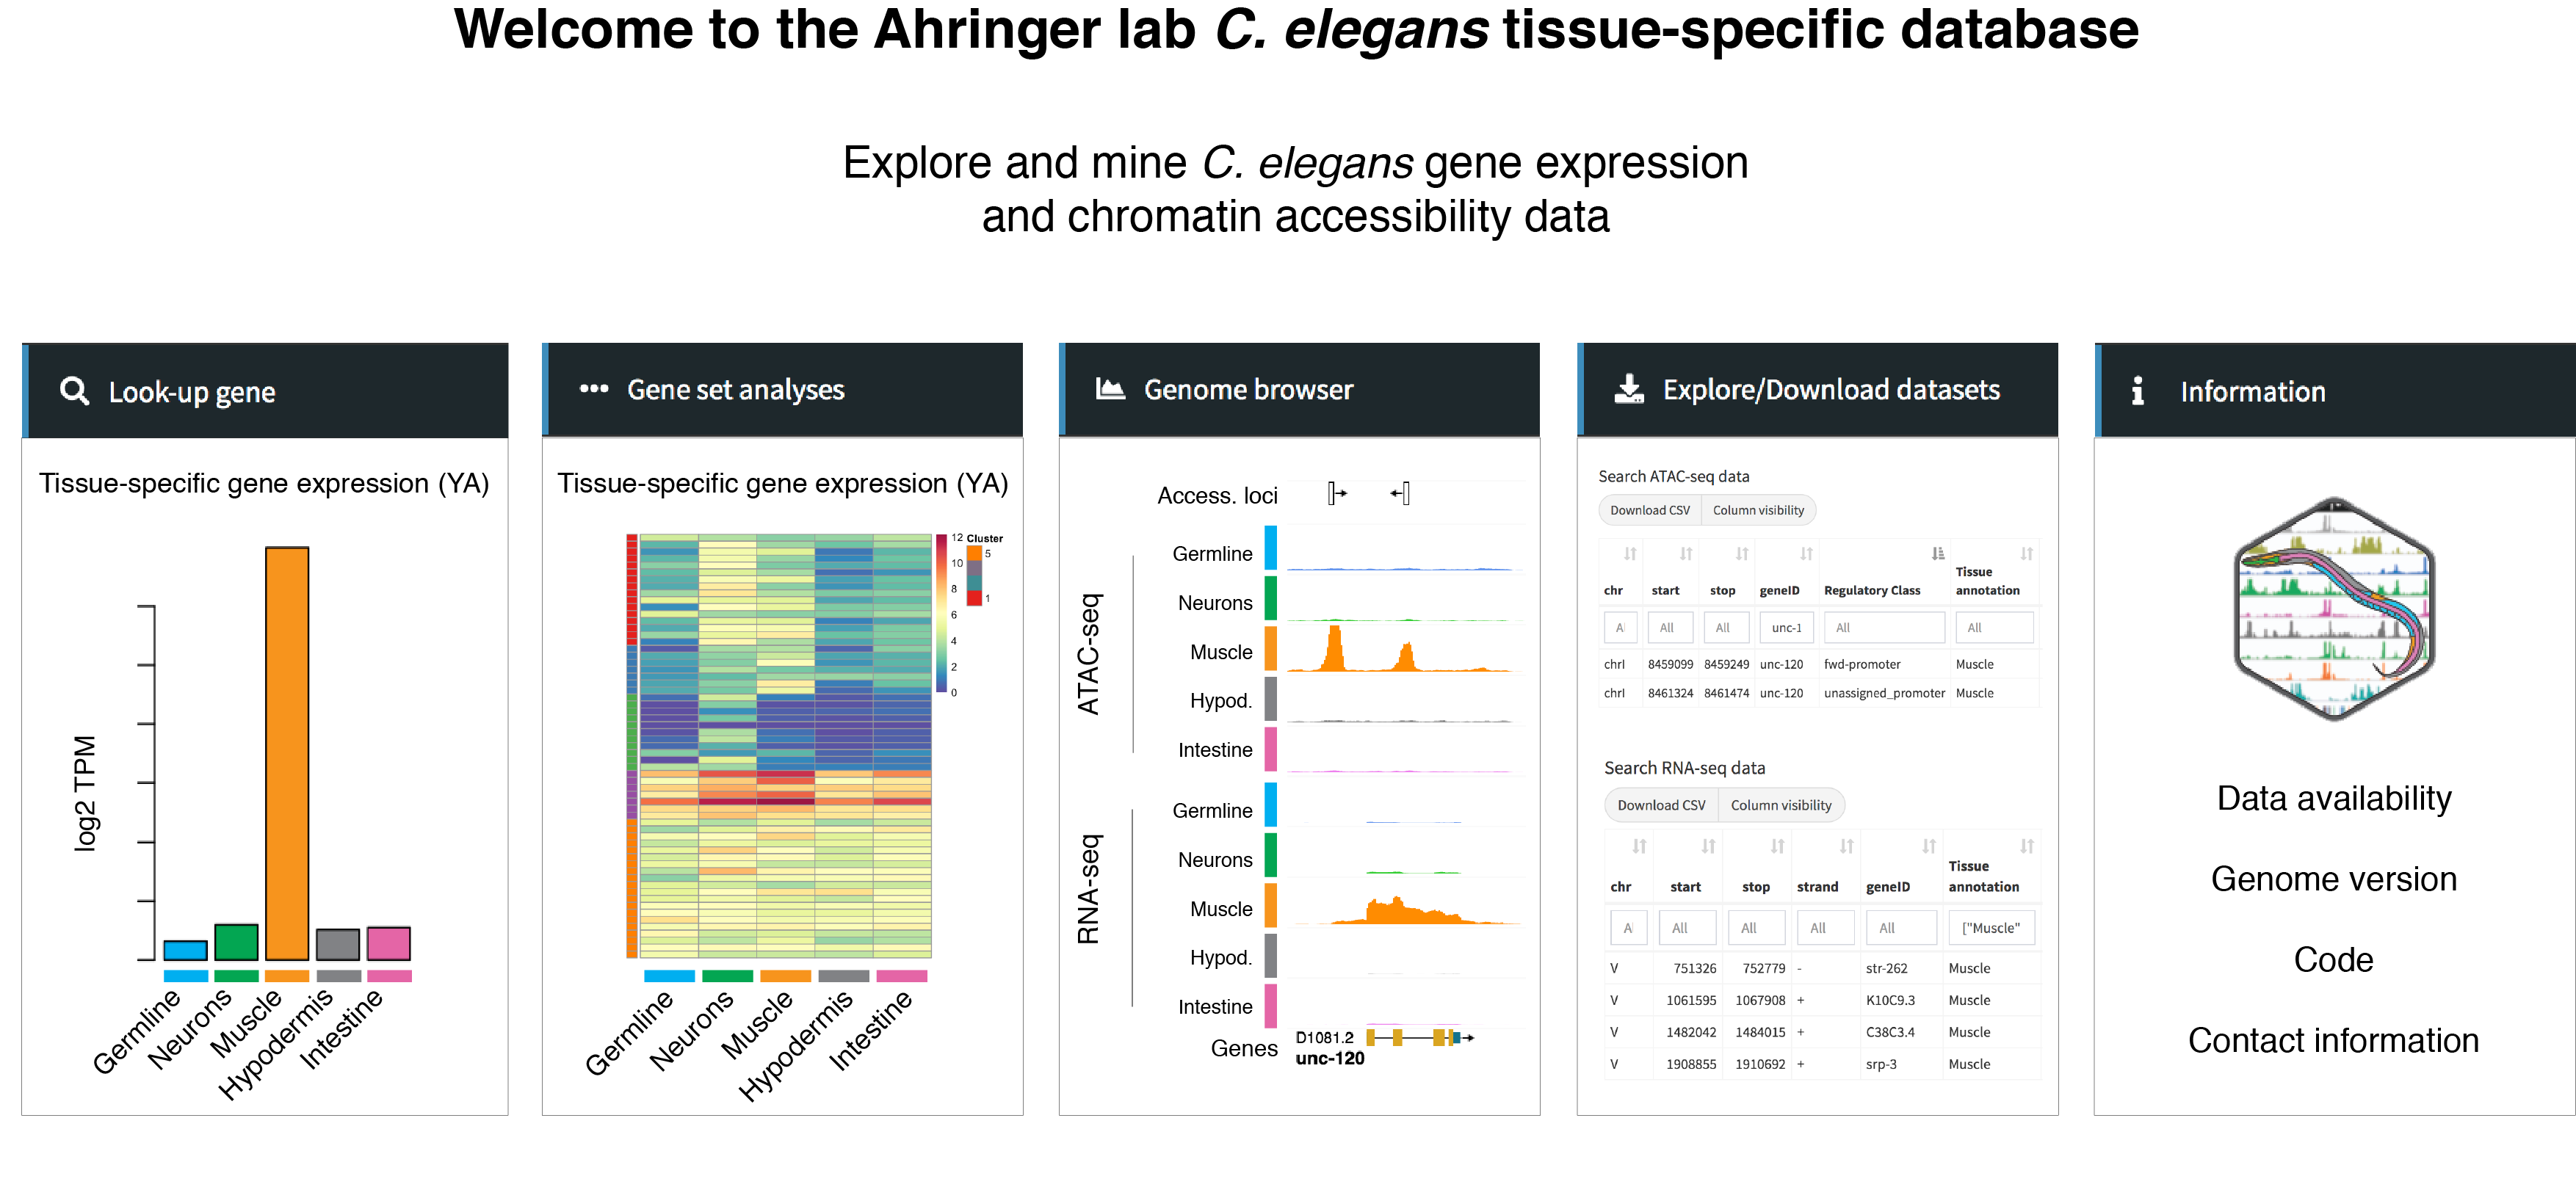 Welcome to the Ahringer lab C. elegans tissue-specific database
Explore and mine C. elegans gene expression
and chromatin accessibility data
Look-up gene
Tissue-specific gene expression (YA)
log2 TPM
Germline
Neurons
Muscle
Hypodermis
Intestine
Gene set analyses
Tissue-specific gene expression (YA)
12
10
8
6
4
2
0
Cluster
5
1
Germline
Neurons
Muscle
Hypodermis
Intestine
Genome browser
Access. loci
ATAC-seq
Germline
Neurons
Muscle
Hypod.
Intestine
RNA-seq
Germline
Neurons
Muscle
Hypod.
Intestine
Genes
D1081.2
unc-120
Explore/Download datasets
Search ATAC-seq data
Download CSV Column visibility
chr start stop geneID Regulatory Class Tissue annotation
Al All All unc-1 All All
chrI 8459099 8459249 unc-120 fwd-promoter Muscle
chrI 8461324 8461474 unc-120 unassigned_promoter Muscle
Search RNA-seq data
Download CSV Column visibility
chr start stop strand geneID Tissue annotation
Al All All All All ["Muscle"
V 751326 752779 - str-262 Muscle
V 1061595 1067908 + K10C9.3 Muscle
V 1482042 1484015 + C38C3.4 Muscle
V 1908855 1910692 + srp-3 Muscle
Information
Data availability
Genome version
Code
Contact information